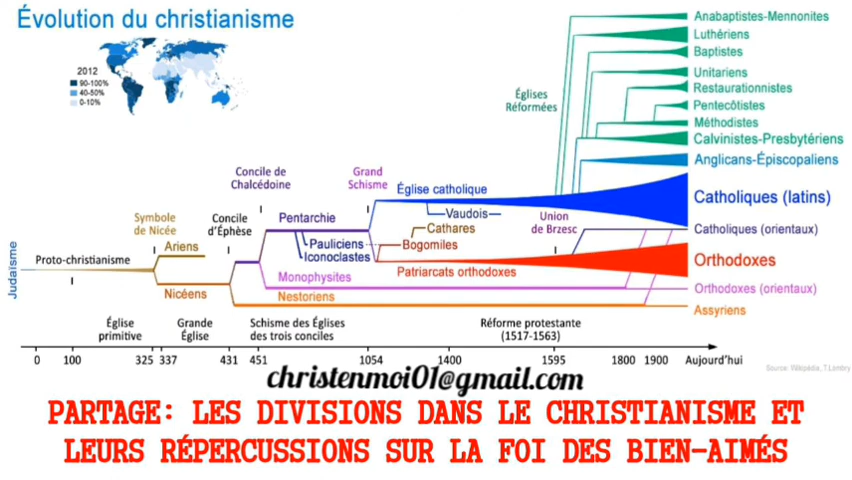 Évolution du christianisme
2012
90-100%
40-50%
0-10%
Anabaptistes-Mennonites
Luthériens
Baptistes
Unitariens
Restaurationnistes
Pentecôtistes
Méthodistes
Calvinistes-Presbytériens
Anglicans-Épiscopaliens
Catholiques (latins)
Catholiques (orientaux)
Orthodoxes
Orthodoxes (orientaux)
Assyriens
Églises
Réformées
Concile de
Chalcédoine
Grand
Schisme
Église catholique
Symbole
de Nicée
Concile
d'Éphèse
Pentarchie
Vaudois
Cathares
Union
de Brzesc
Ariens
Pauliciens
Iconoclastes
Bogomiles
Judaïsme
Proto-christianisme
Patriarcats orthodoxes
Nicéens
Monophysites
Nestoriens
Église
primitive
Grande
Église
Schisme des Églises
des trois conciles
Réforme protestante
(1517-1563)
0 100 325 337 431 451 1054 1400 1595 1800 1900 Aujourd'hui
Source: Wikipédia, T.Lombry
christenmoi01@gmail.com
PARTAGE: LES DIVISIONS DANS LE CHRISTIANISME ET
LEURS RÉPERCUSSIONS SUR LA FOI DES BIEN-AIMÉS